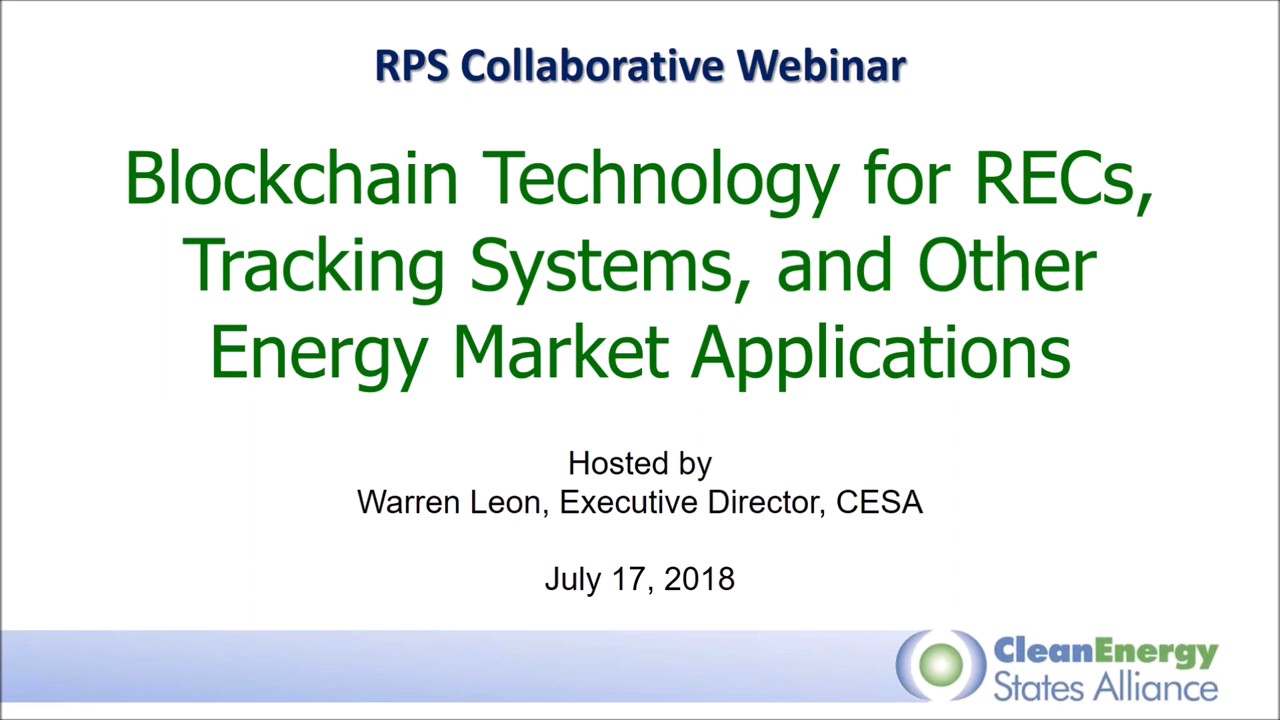 RPS Collaborative Webinar
Blockchain Technology for RECs,
Tracking Systems, and Other
Energy Market Applications
Hosted by
Warren Leon, Executive Director, CESA
July 17, 2018
CleanEnergy
States Alliance